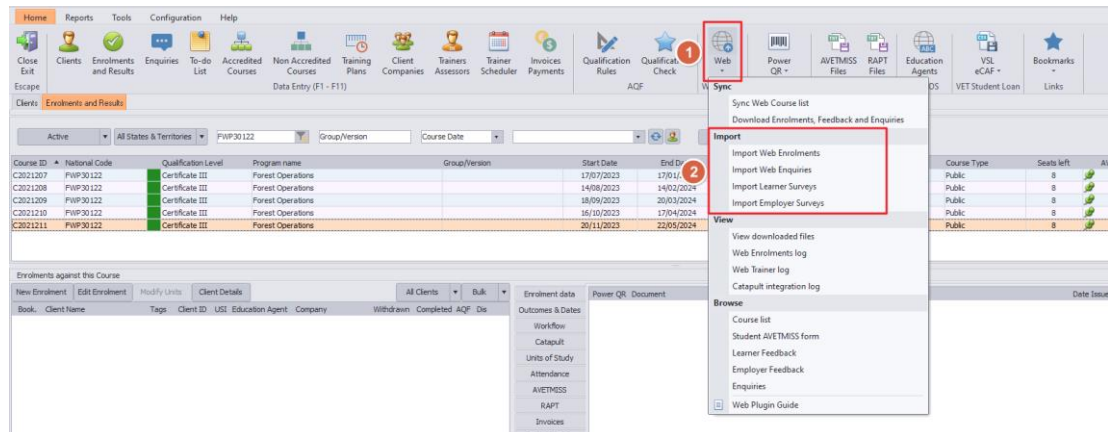 Home Reports Tools Configuration Help
Close Exit
Clients
Enrolments and Results
Enquiries
To-do List
Accredited Courses
Non Accredited Courses
Training Plans
Client Companies
Trainers Assessors
Trainer Scheduler
Invoices Payments
Qualification Rules
Qualification Check
1
Web
Power QR
AVETMISS Files
RAPT Files
Education Agents
VSL eCAF
Bookmarks
Escape Data Entry (F1 - F11) AQF VET Student Loan Links
Clients Enrolments and Results
Active All States & Territories FWP30122 Group/Version Course Date
Course ID National Code Qualification Level Program name Group/Version Start Date Course Type Seats left
C2021207 FWP30122 Certificate III Forest Operations 17/07/2023 Public 8
C2021208 FWP30122 Certificate III Forest Operations 14/08/2023 14/02/2024 Public 8
C2021209 FWP30122 Certificate III Forest Operations 18/09/2023 20/03/2024 Public 8
C2021210 FWP30122 Certificate III Forest Operations 16/10/2023 17/04/2024 Public 8
C2021211 FWP30122 Certificate III Forest Operations 20/11/2023 22/05/2024 Public 8
Sync
Sync Web Course list
Download Enrolments, Feedback and Enquiries
2
Import
Import Web Enrolments
Import Web Enquiries
Import Learner Surveys
Import Employer Surveys
View
View downloaded files
Web Enrolments log
Web Trainer log
Catapult integration log
Browse
Course list
Student AVETMISS form
Learner Feedback
Employer Feedback
Enquiries
Web Plugin Guide
Enrolments against this Course
New Enrolment Edit Enrolment Modify Units Client Details All Clients Bulk
Book. Client Name Tags Client ID USI Education Agent Company Withdrawn Completed AQF Dis
Enrolment data
Outcomes & Dates
Workflow
Catapult
Units of Study
Attendance
AVETMISS
RAPT
Invoices
Power QR Document